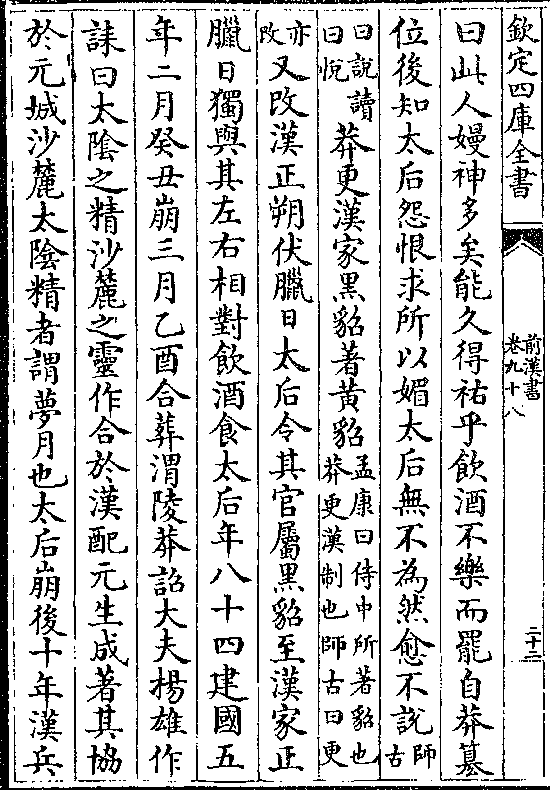 欽定四庫全書
前漢書
卷九十八
二十三
曰此人嫚神多矣能久得祐乎飲酒不樂而罷自莽篡
位後知太后怨恨求所以媚太后無不為然愈不說師古
曰說讀曰悅莽更漢家黑貂著黃貂孟康曰侍中所著貂也莽更漢制也師古曰更
亦改又改漢正朔伏臘日太后令其官屬黑貂至漢家正
臘日獨與其左右相對飲酒食太后年八十四建國五
年二月癸丑崩三月乙酉合葬渭陵莽詔大夫楊雄作
誄曰太陰之精沙麓之靈作合於漢配元生成著其協
於元城沙麓太陰精者謂夢月也太后崩後十年漢兵